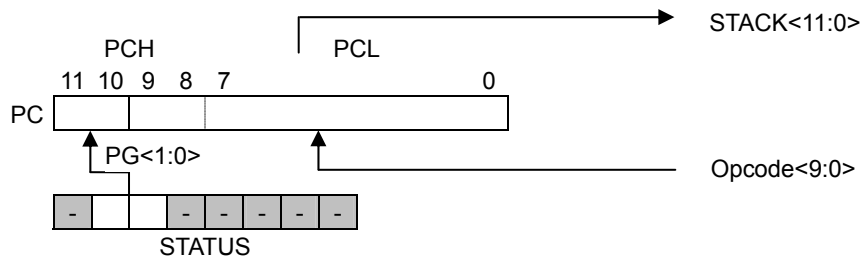 STACK<11:0>
PCH PCL
11 10 9 8 7 0
PC
PG<1:0>
Opcode<9:0>
- - - - - -
STATUS